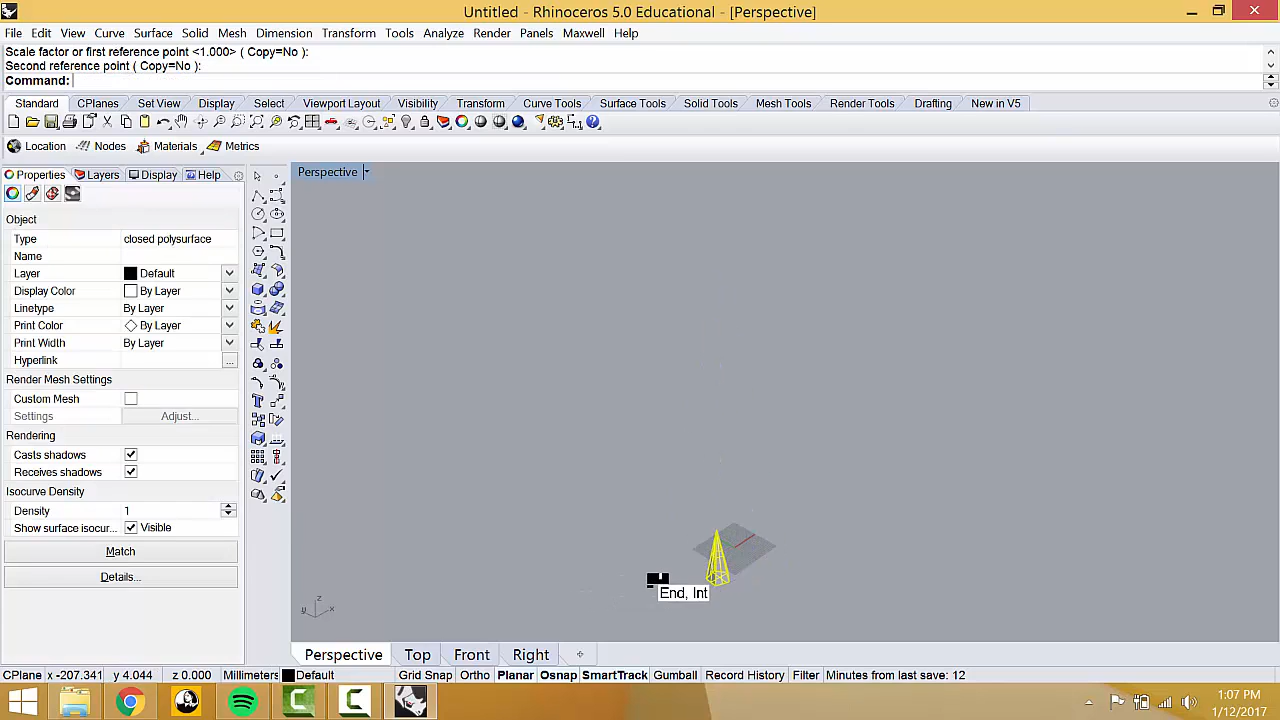 Untitled - Rhinoceros 5.0 Educational - [Perspective]
File Edit View Curve Surface Solid Mesh Dimension Transform Tools Analyze Render Panels Maxwell Help
Scale factor or first reference point <1.000> ( Copy=No ):
Second reference point ( Copy=No ):
Command:
Standard CPlanes Set View Display Select Viewport Layout Visibility Transform Curve Tools Surface Tools Solid Tools Mesh Tools Render Tools Drafting New in V5
Location Nodes Materials Metrics
Properties Layers Display Help
Perspective
Object
Type closed polysurface
Name
Layer Default
Display Color By Layer
Linetype By Layer
Print Color By Layer
Print Width By Layer
Hyperlink ...
Render Mesh Settings
Custom Mesh
Settings Adjust...
Rendering
Casts shadows
Receives shadows
Isocurve Density
Density 1
Show surface isocur... Visible
Match
Details...
End, Int
z
y x
Perspective Top Front Right
CPlane x -207.341 y 4.044 z 0.000 Millimeters Default Grid Snap Ortho Planar Osnap SmartTrack Gumball Record History Filter Minutes from last save: 12
1:07 PM
1/12/2017